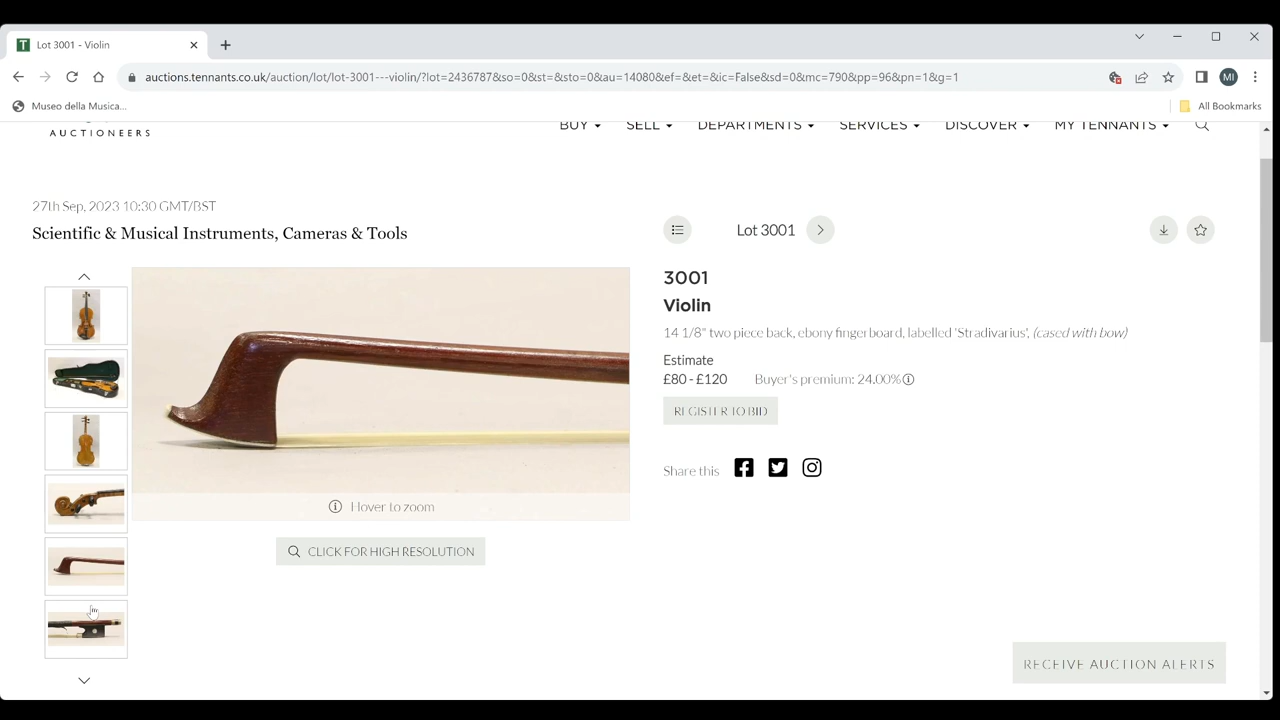 Lot 3001 - Violin
auctions.tennants.co.uk/auction/lot/lot-3001---violin/?lot=2436787&so=0&st=&sto=0&au=14080&ef=&et=&ic=False&sd=0&mc=790&pp=96&pn=1&g=1
MI
Museo della Musica...
All Bookmarks
AUCTIONEERS
BUY
SELL
DEPARTMENTS
SERVICES
DISCOVER
MY TENNANTS
27th Sep, 2023 10:30 GMT/BST
Scientific & Musical Instruments, Cameras & Tools
Lot 3001
3001
Violin
14 1/8" two piece back, ebony fingerboard, labelled 'Stradivarius', (cased with bow)
Estimate
£80 - £120 Buyer's premium: 24.00%
REGISTER TO BID
Share this
Hover to zoom
CLICK FOR HIGH RESOLUTION
RECEIVE AUCTION ALERTS